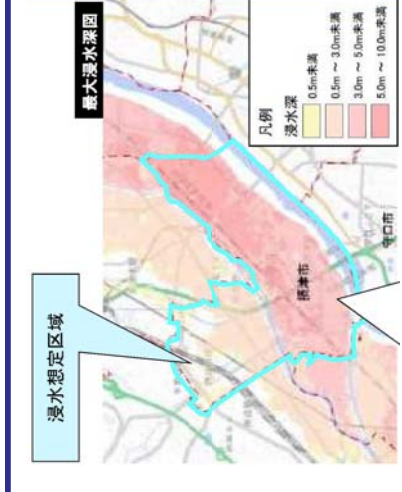 最大浸水深図
浸水想定区域
摂津市
守口市
凡例
浸水深
0.5m未満
0.5m ~ 3.0m未満
3.0m ~ 5.0m未満
5.0m ~ 10.0m未満